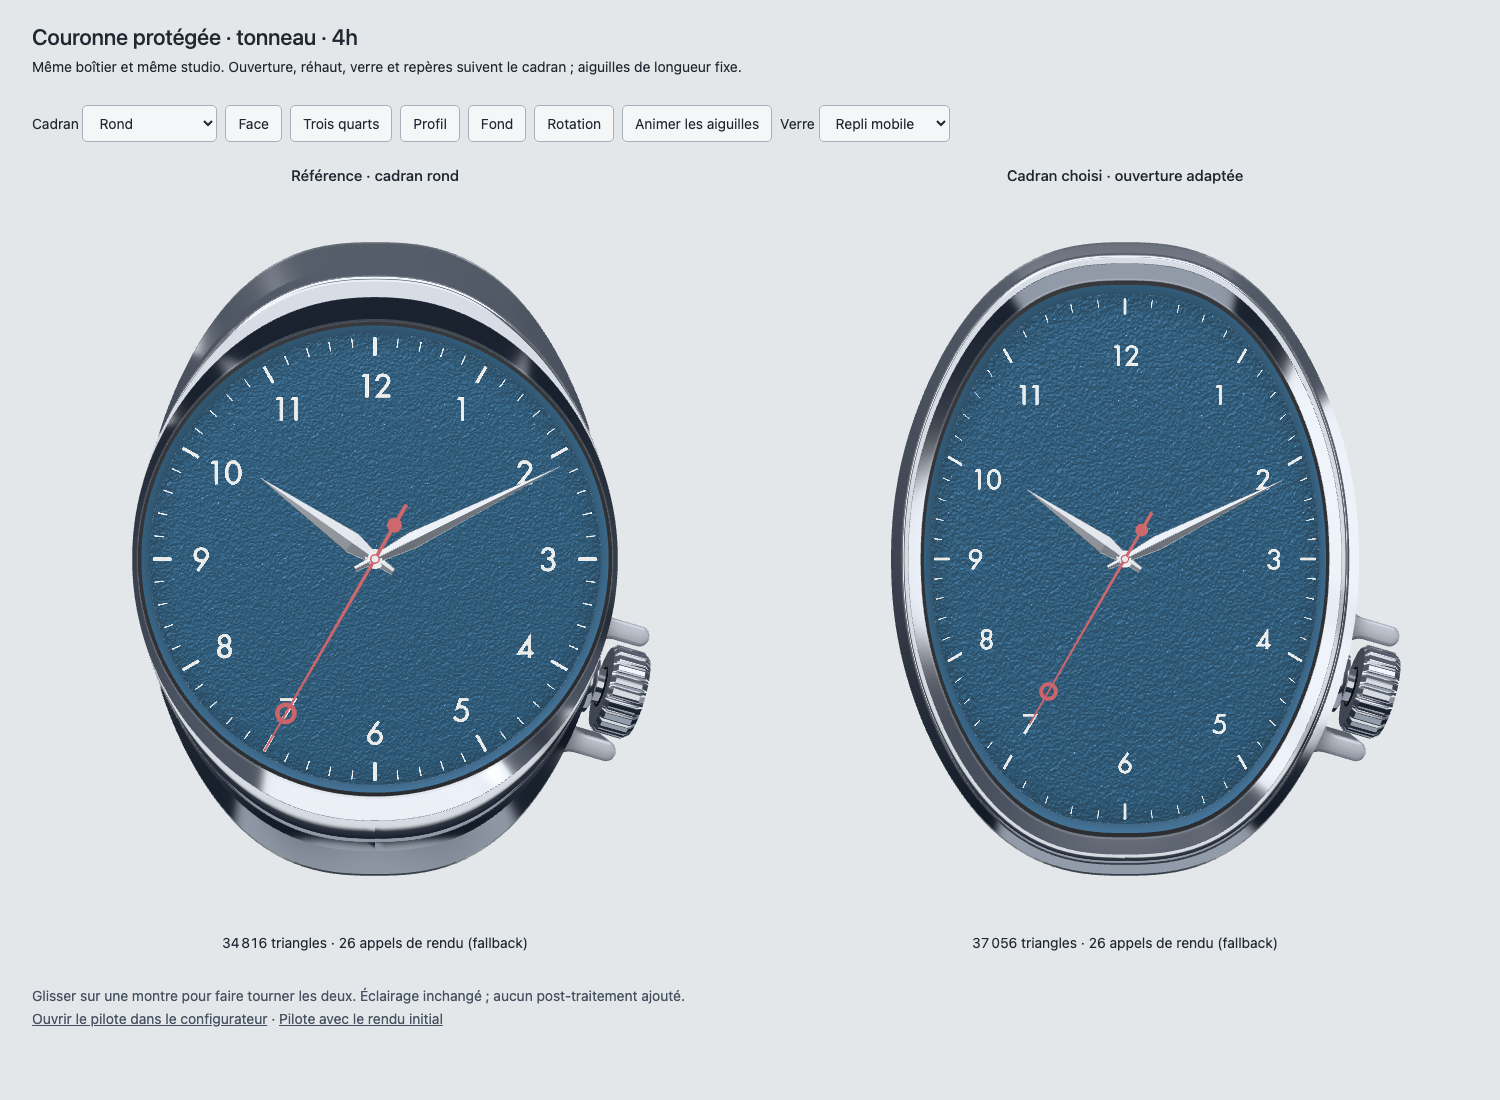 Couronne protégée · tonneau · 4h
Même boîtier et même studio. Ouverture, réhaut, verre et repères suivent le cadran ; aiguilles de longueur fixe.
Cadran Rond Face Trois quarts Profil Fond Rotation Animer les aiguilles Verre Repli mobile
Référence · cadran rond
12
11 1
10 2
9 3
8 4
7 5
6
34 816 triangles · 26 appels de rendu (fallback)
Cadran choisi · ouverture adaptée
12
11 1
10 2
9 3
8 4
7 5
6
37 056 triangles · 26 appels de rendu (fallback)
Glisser sur une montre pour faire tourner les deux. Éclairage inchangé ; aucun post-traitement ajouté.
Ouvrir le pilote dans le configurateur · Pilote avec le rendu initial